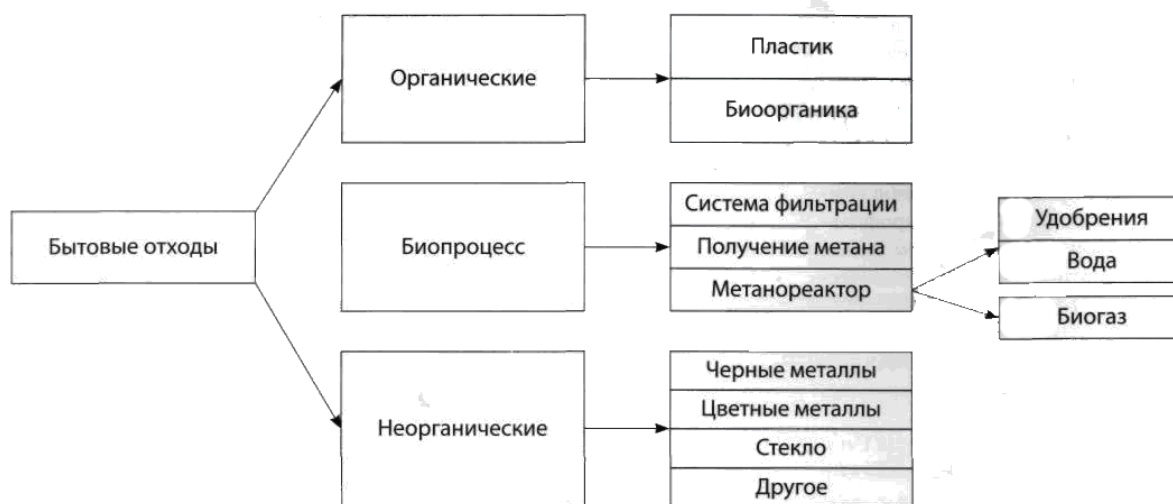 Бытовые отходы
Органические
Пластик
Биоорганика
Биопроцесс
Система фильтрации
Получение метана
Метанореактор
Удобрения
Вода
Биогаз
Неорганические
Черные металлы
Цветные металлы
Стекло
Другое